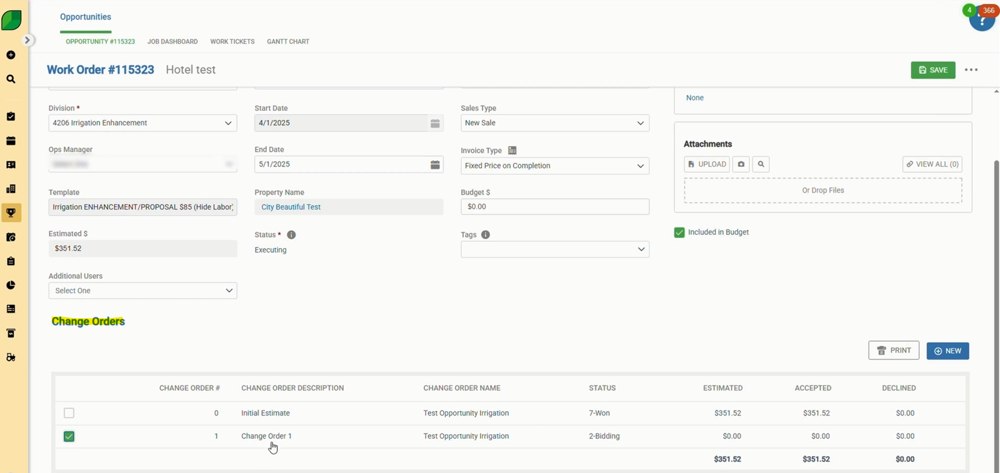 Opportunities
4
366
?
OPPORTUNITY #115323 JOB DASHBOARD WORK TICKETS GANTT CHART
Work Order #115323 Hotel test
SAVE
None
Division * Start Date Sales Type
4206 Irrigation Enhancement 4/1/2025 New Sale
Attachments
Ops Manager End Date Invoice Type
5/1/2025 Fixed Price on Completion
UPLOAD VIEW ALL (0)
Or Drop Files
Template Property Name Budget $
Irrigation ENHANCEMENT/PROPOSAL $85 (Hide Labor) City Beautiful Test $0.00
Included in Budget
Estimated $ Status * Tags
$351.52 Executing
Additional Users
Select One
Change Orders
PRINT NEW
CHANGE ORDER # CHANGE ORDER DESCRIPTION CHANGE ORDER NAME STATUS ESTIMATED ACCEPTED DECLINED
0 Initial Estimate Test Opportunity Irrigation 7-Won $351.52 $351.52 $0.00
1 Change Order 1 Test Opportunity Irrigation 2-Bidding $0.00 $0.00 $0.00
$351.52 $351.52 $0.00